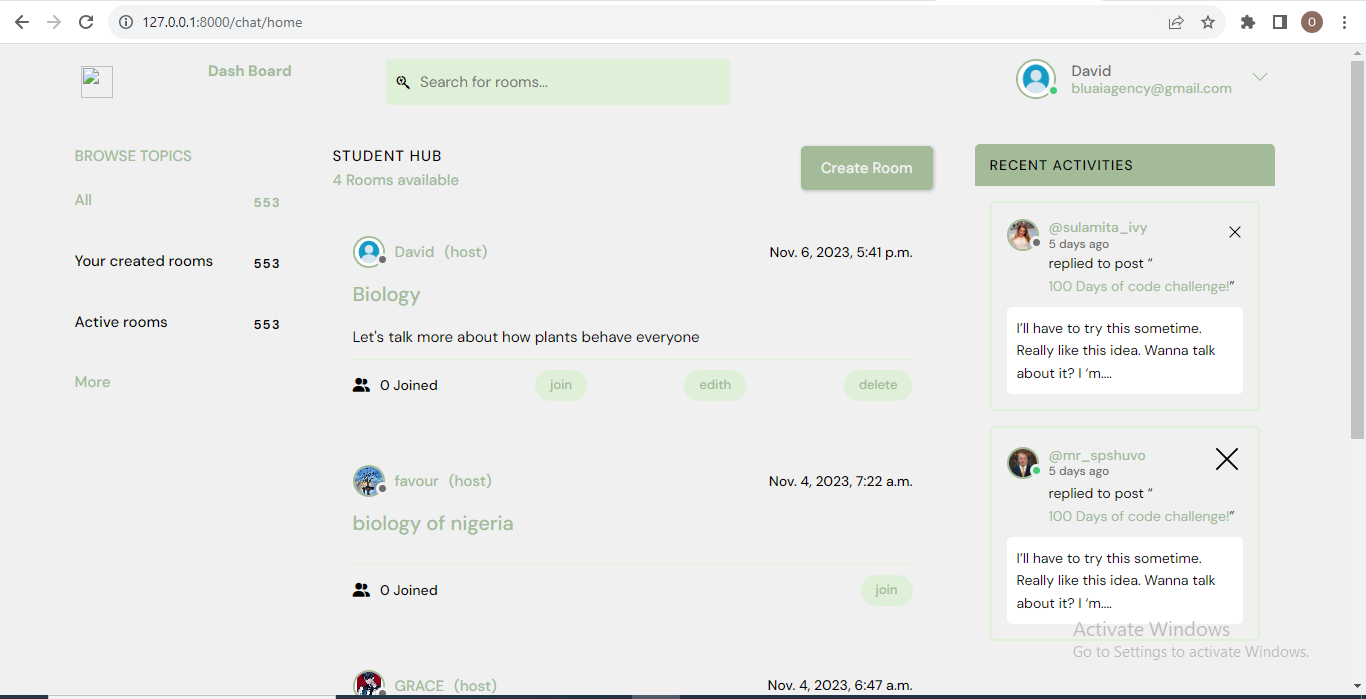 127.0.0.1:8000/chat/home
O
Dash Board
Search for rooms...
David
bluaiagency@gmail.com
BROWSE TOPICS
All 553
Your created rooms 553
Active rooms 553
More
STUDENT HUB
4 Rooms available
Create Room
David (host) Nov. 6, 2023, 5:41 p.m.
Biology
Let's talk more about how plants behave everyone
0 Joined join edith delete
favour (host) Nov. 4, 2023, 7:22 a.m.
biology of nigeria
0 Joined join
GRACE (host) Nov. 4, 2023, 6:47 a.m.
RECENT ACTIVITIES
@sulamita_ivy
5 days ago
replied to post “
100 Days of code challenge!”
I’ll have to try this sometime.
Really like this idea. Wanna talk
about it? I ‘m....
@mr_spshuvo
5 days ago
replied to post “
100 Days of code challenge!”
I’ll have to try this sometime.
Really like this idea. Wanna talk
about it? I ‘m....
Activate Windows
Go to Settings to activate Windows.